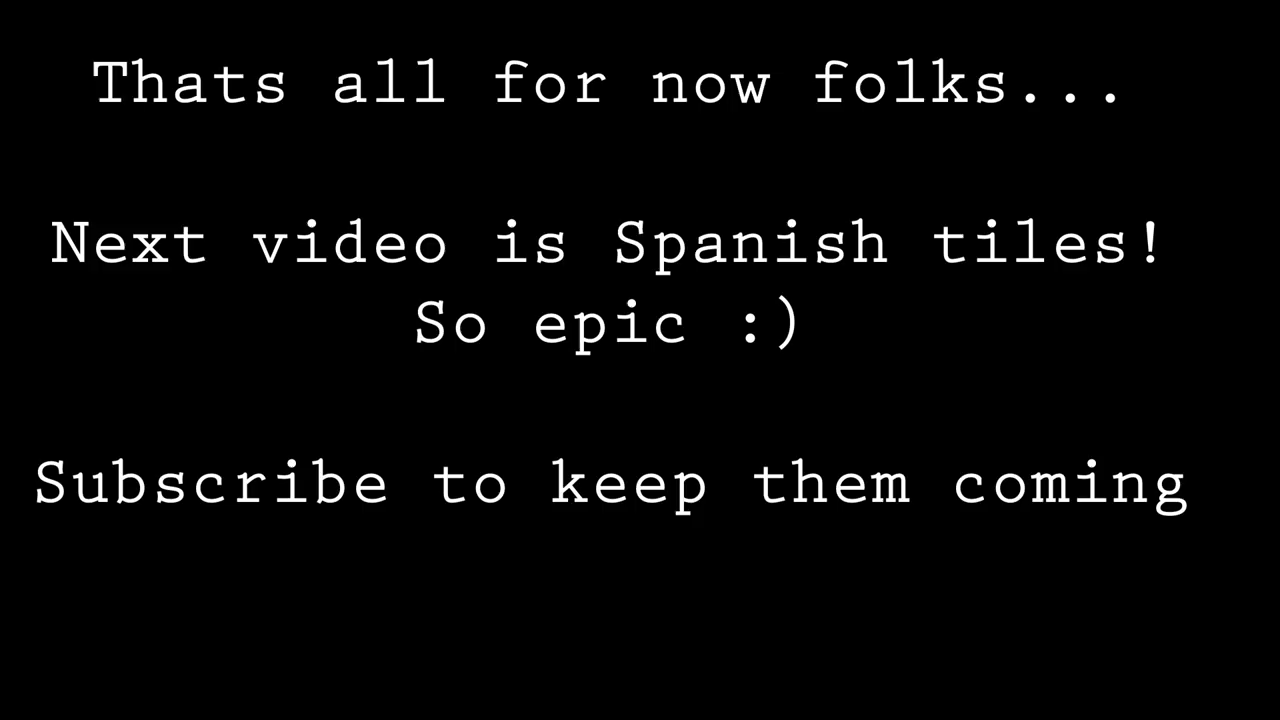 Thats all for now folks...
Next video is Spanish tiles!
So epic :)
Subscribe to keep them coming